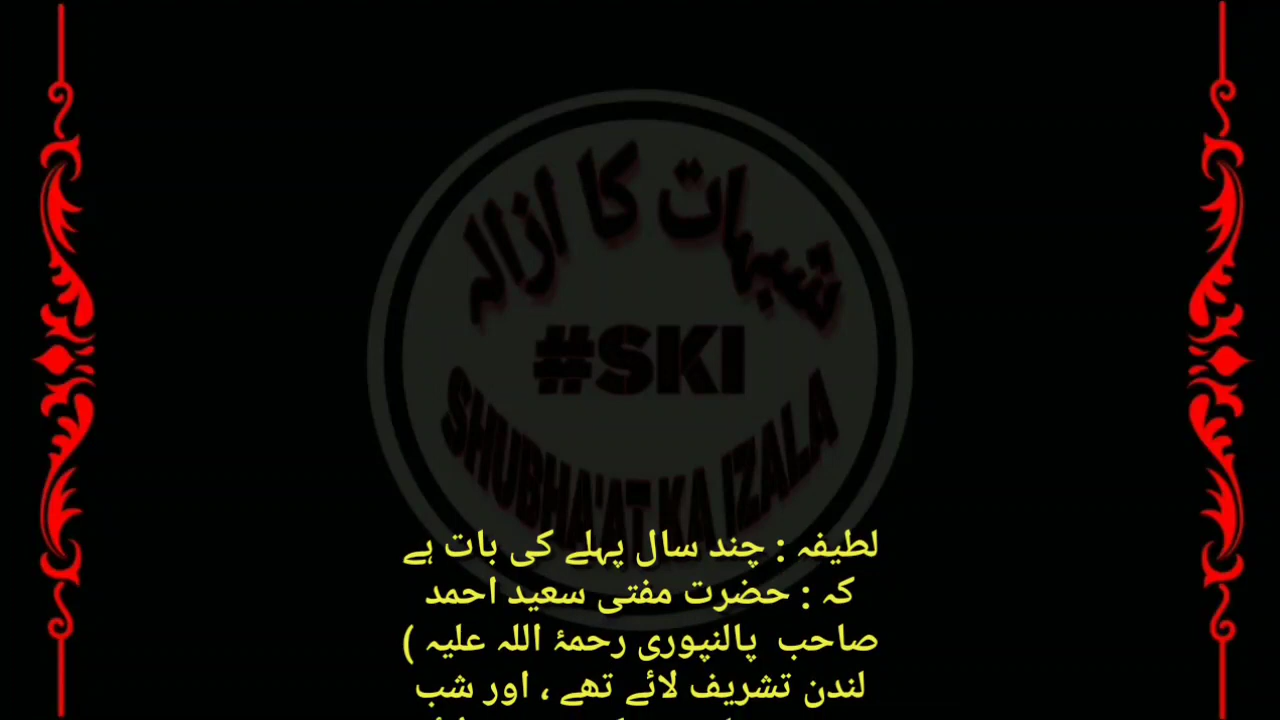 شبہات کا ازالہ
#SKI
SHUBHA'AT KA IZALA
لطیفہ : چند سال پہلے کی بات ہے
کہ : حضرت مفتی سعید احمد
صاحب پالنپوری رحمۂ اللہ علیہ )
لندن تشریف لائے تھے ، اور شب